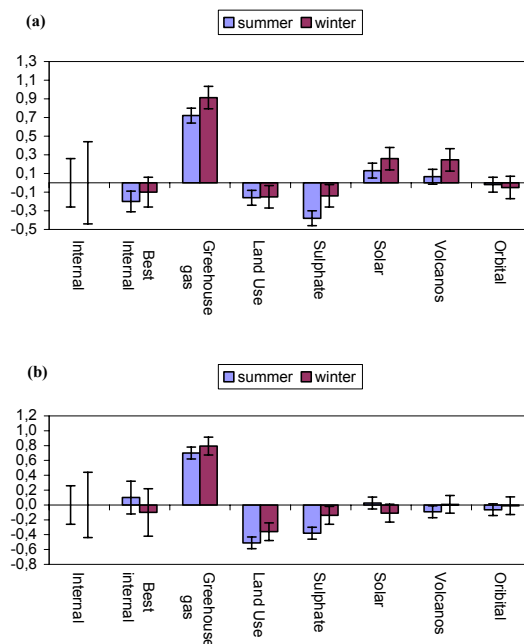 (a)
summer winter
1,3
1,1
0,9
0,7
0,5
0,3
0,1
-0,1
-0,3
-0,5
Internal
Best
Internal
Greehouse
gas
Land Use
Sulphate
Solar
Volcanos
Orbital
(b)
summer winter
1,2
1,0
0,8
0,6
0,4
0,2
0,0
-0,2
-0,4
-0,6
-0,8
Internal
Best
internal
Greehouse
gas
Land Use
Sulphate
Solar
Volcanos
Oribital